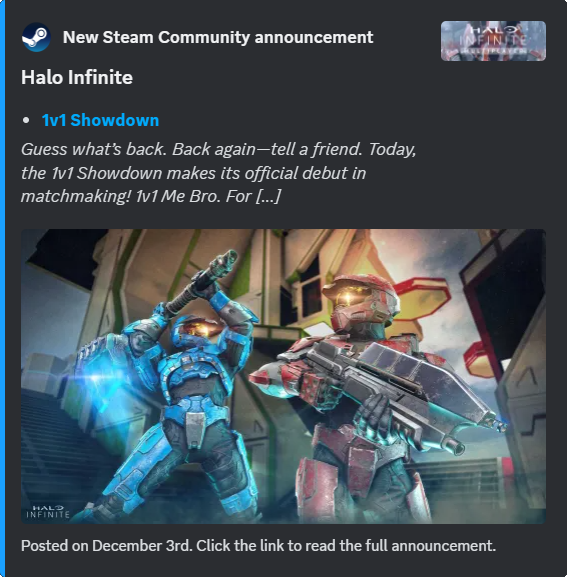 New Steam Community announcement
HALO
INFINITE
MULTIPLAYER
Halo Infinite
• 1v1 Showdown
Guess what’s back. Back again—tell a friend. Today,
the 1v1 Showdown makes its official debut in
matchmaking! 1v1 Me Bro. For [...]
HALO
INFINITE
Posted on December 3rd. Click the link to read the full announcement.